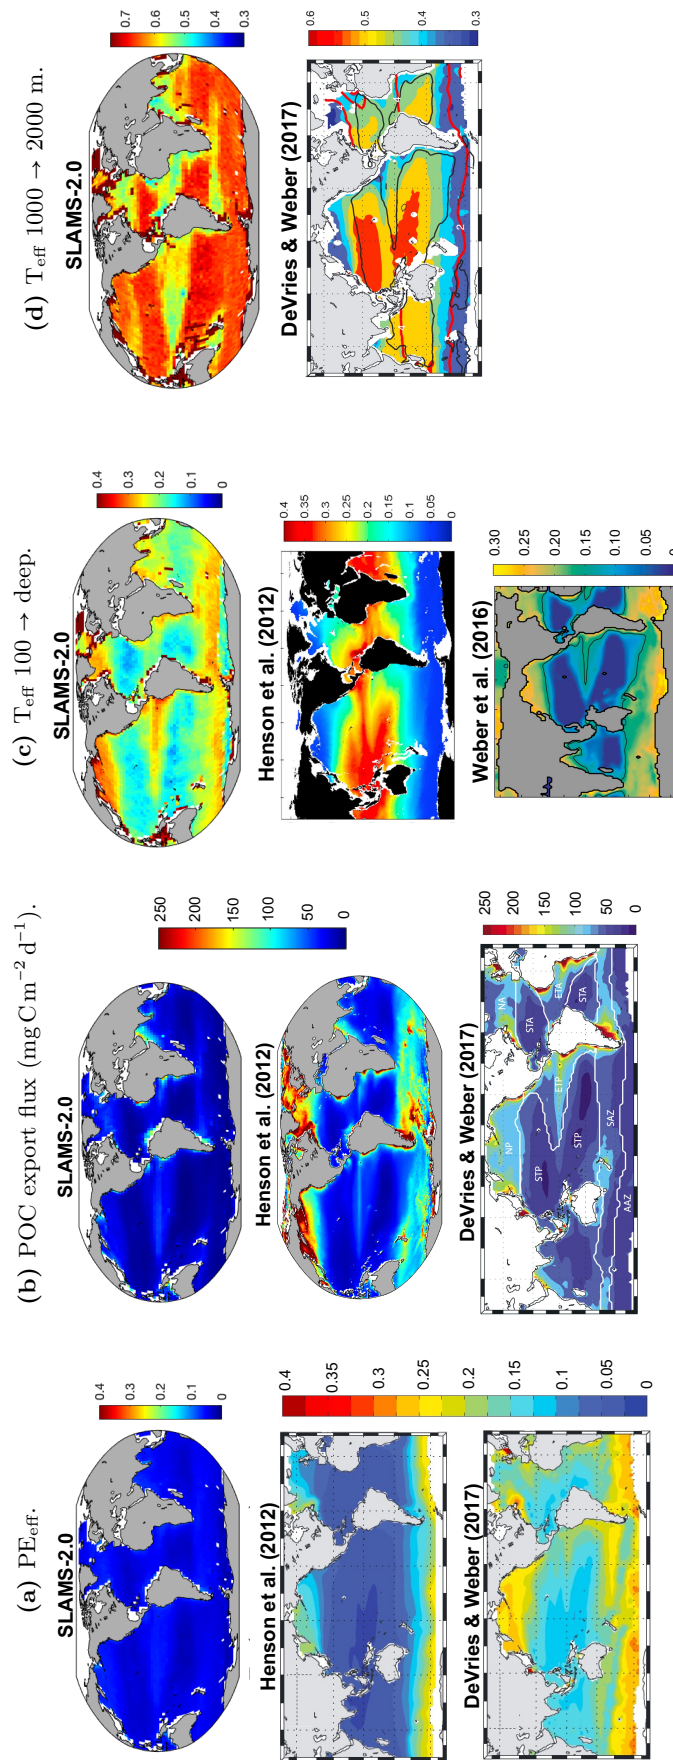 (a) PEeff.
SLAMS-2.0
0.4
0.3
0.2
0.1
0
Henson et al. (2012)
DeVries & Weber (2017)
0.4
0.35
0.3
0.25
0.2
0.15
0.1
0.05
0
(b) POC export flux (mg C m−2 d−1).
SLAMS-2.0
Henson et al. (2012)
250
200
150
100
50
0
DeVries & Weber (2017)
NP
NA
STP
STA
ETP
ETA
STP
STA
SAZ
AAZ
250
200
150
100
50
0
(c) Teff 100 → deep.
SLAMS-2.0
0.4
0.3
0.2
0.1
0
Henson et al. (2012)
0.4
0.35
0.3
0.25
0.2
0.15
0.1
0.05
0
Weber et al. (2016)
0.30
0.25
0.20
0.15
0.10
0.05
0
(d) Teff 1000 → 2000 m.
SLAMS-2.0
0.7
0.6
0.5
0.4
0.3
DeVries & Weber (2017)
4
4
4
2
0.6
0.5
0.4
0.3